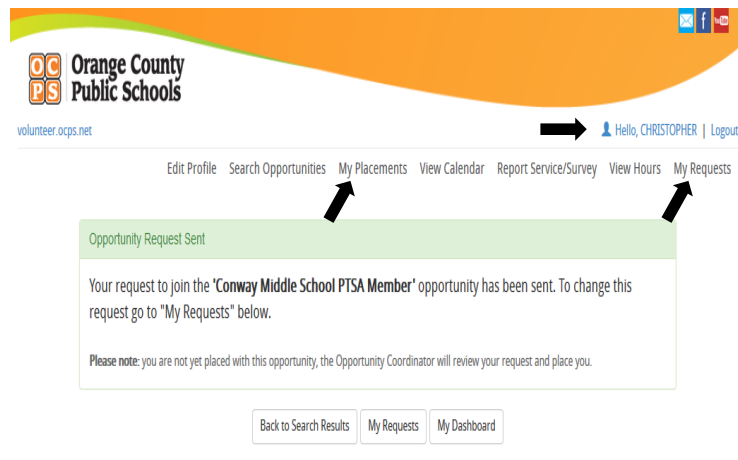 You Tube
OC Orange County
PS Public Schools
volunteer.ocps.net
Hello, CHRISTOPHER | Logout
Edit Profile Search Opportunities My Placements View Calendar Report Service/Survey View Hours My Requests
Opportunity Request Sent
Your request to join the 'Conway Middle School PTSA Member' opportunity has been sent. To change this
request go to "My Requests" below.
Please note: you are not yet placed with this opportunity, the Opportunity Coordinator will review your request and place you.
Back to Search Results My Requests My Dashboard